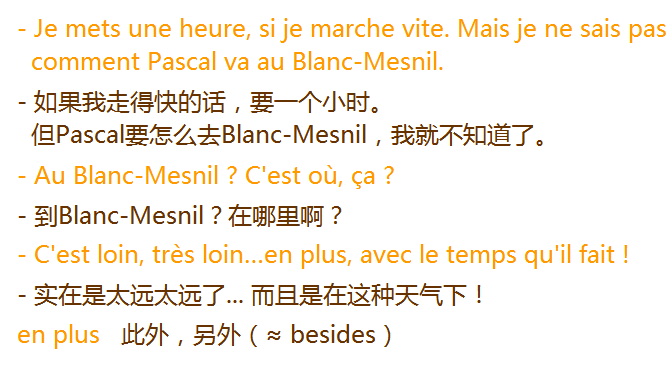 - Je mets une heure, si je marche vite. Mais je ne sais pas
comment Pascal va au Blanc-Mesnil.
- 如果我走得快的话，要一个小时。
但Pascal要怎么去Blanc-Mesnil，我就不知道了。
- Au Blanc-Mesnil ? C'est où, ça ?
- 到Blanc-Mesnil？在哪里啊？
- C'est loin, très loin…en plus, avec le temps qu'il fait !
- 实在是太远太远了... 而且是在这种天气下！
en plus 此外，另外（≈ besides）